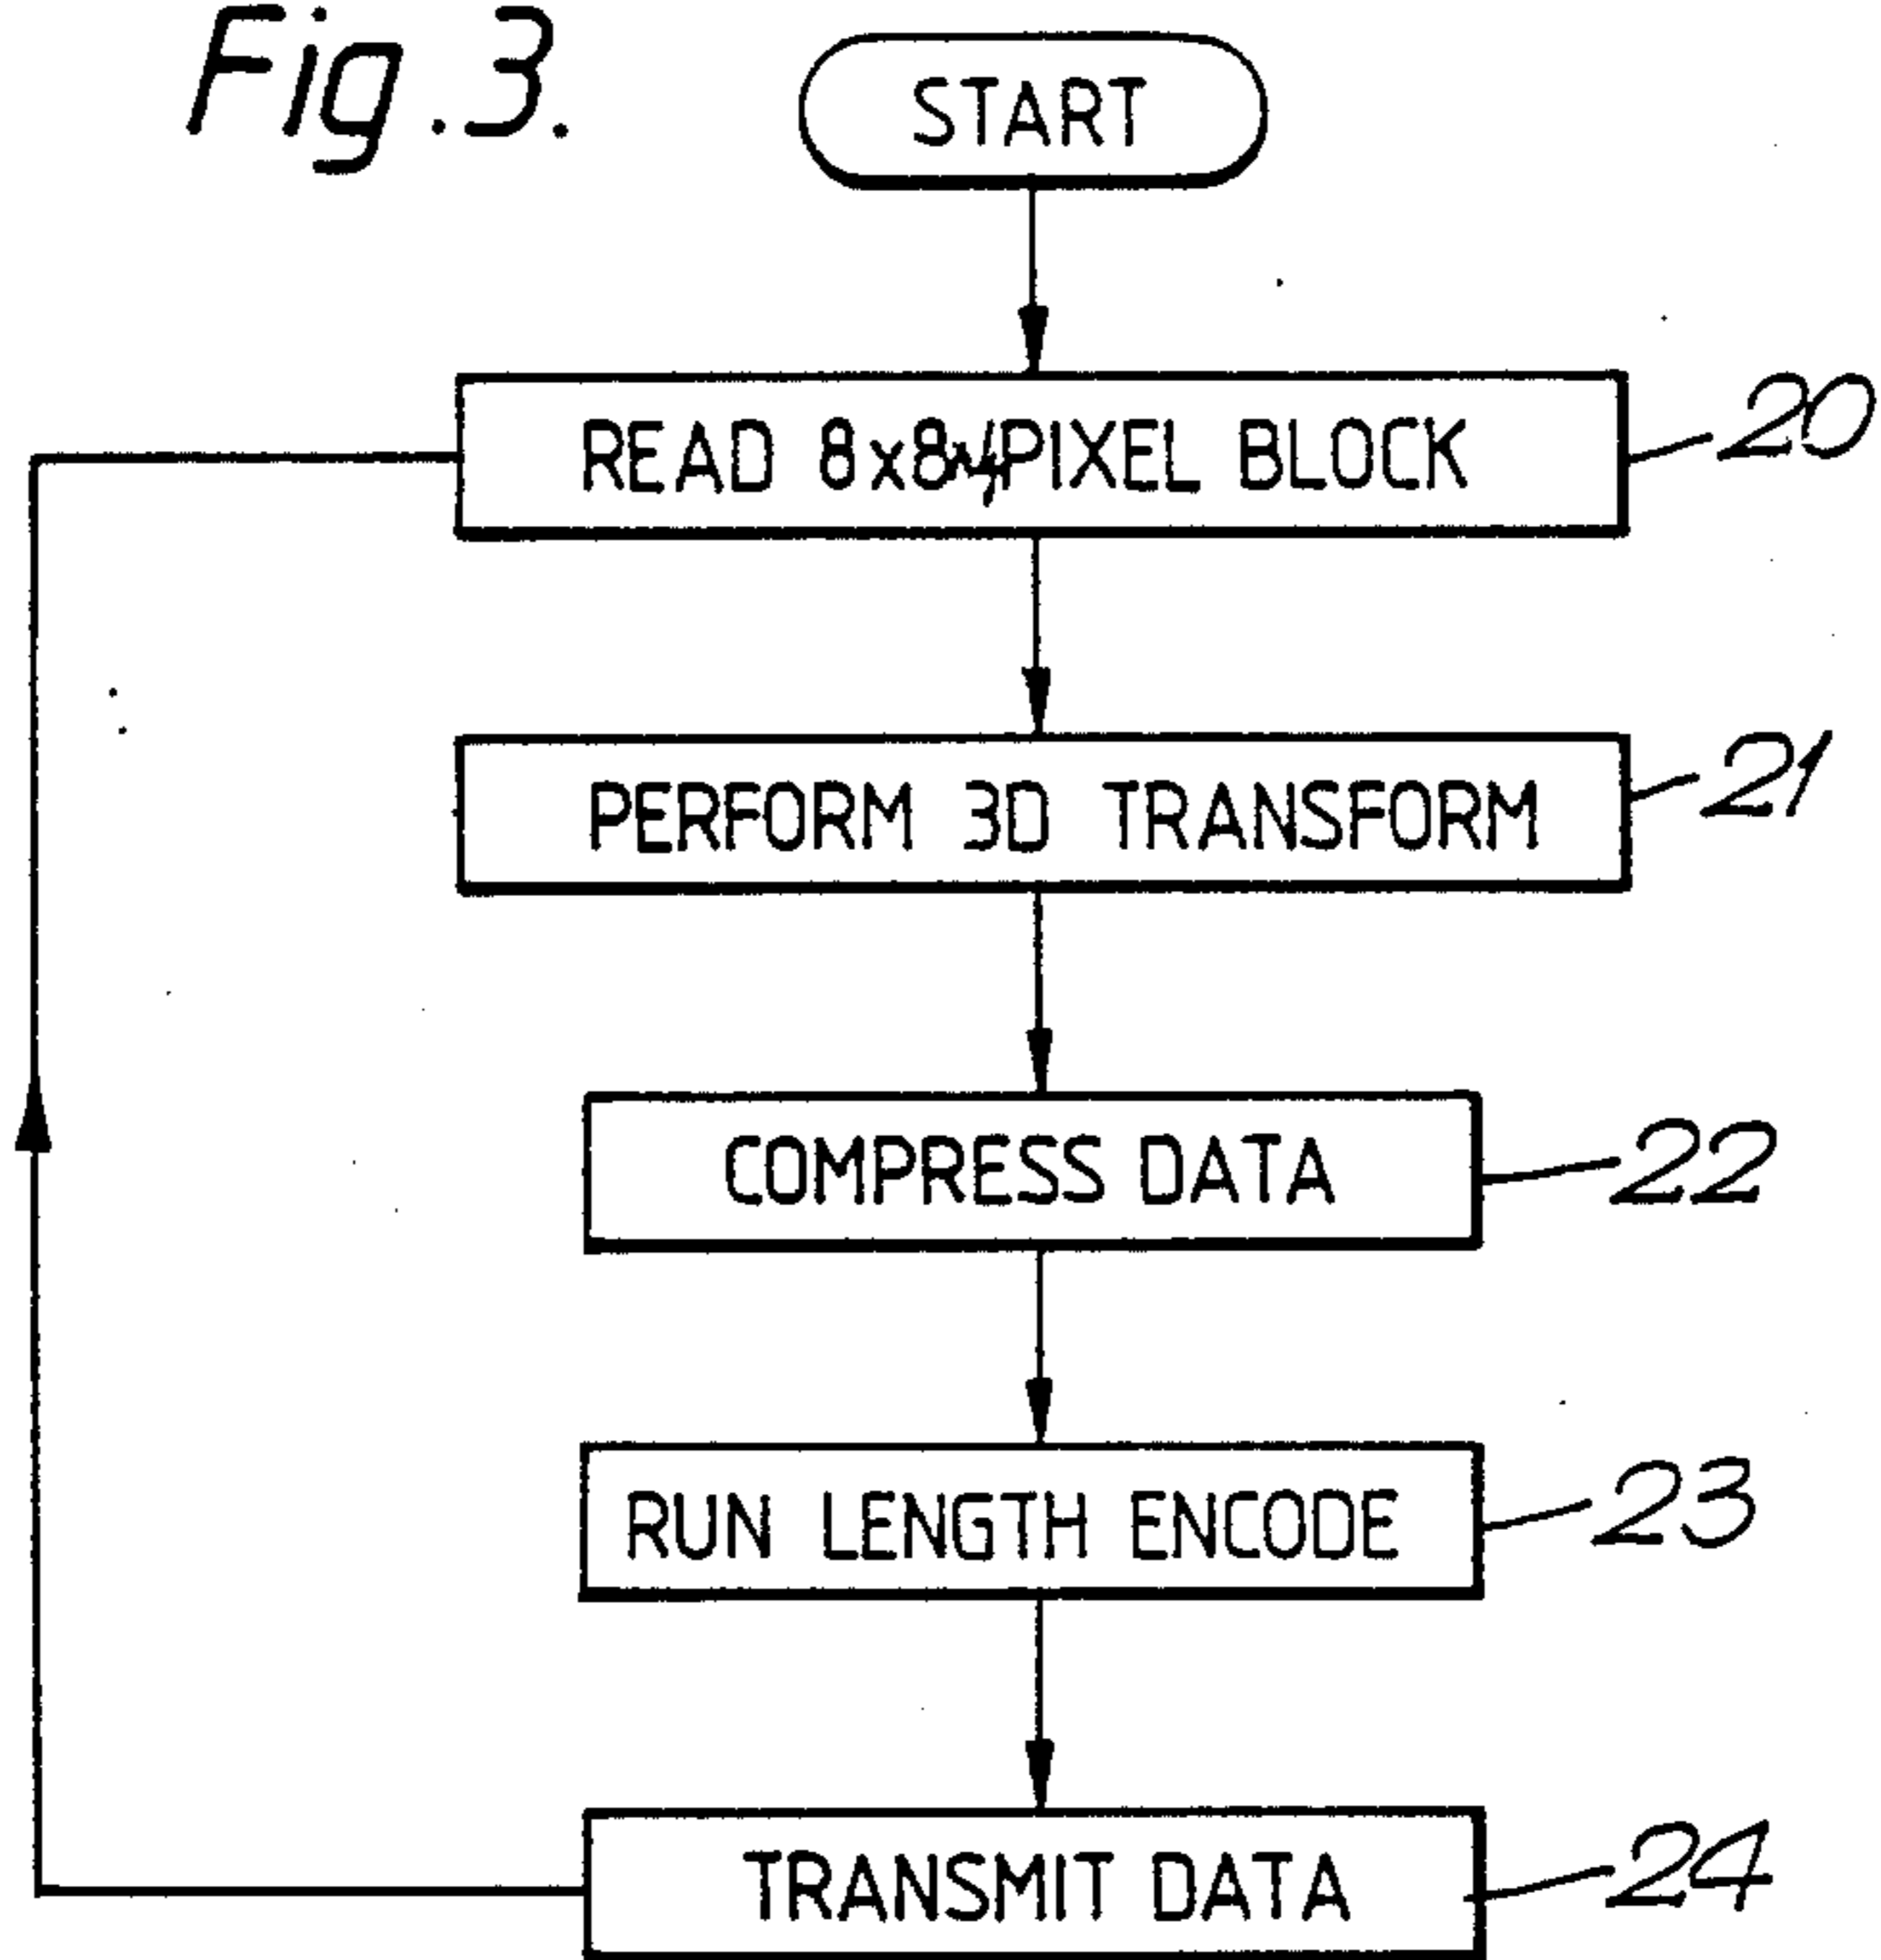 Fig.3.
START
READ 8x8x4 PIXEL BLOCK
20
PERFORM 3D TRANSFORM
21
COMPRESS DATA
22
RUN LENGTH ENCODE
23
TRANSMIT DATA
24